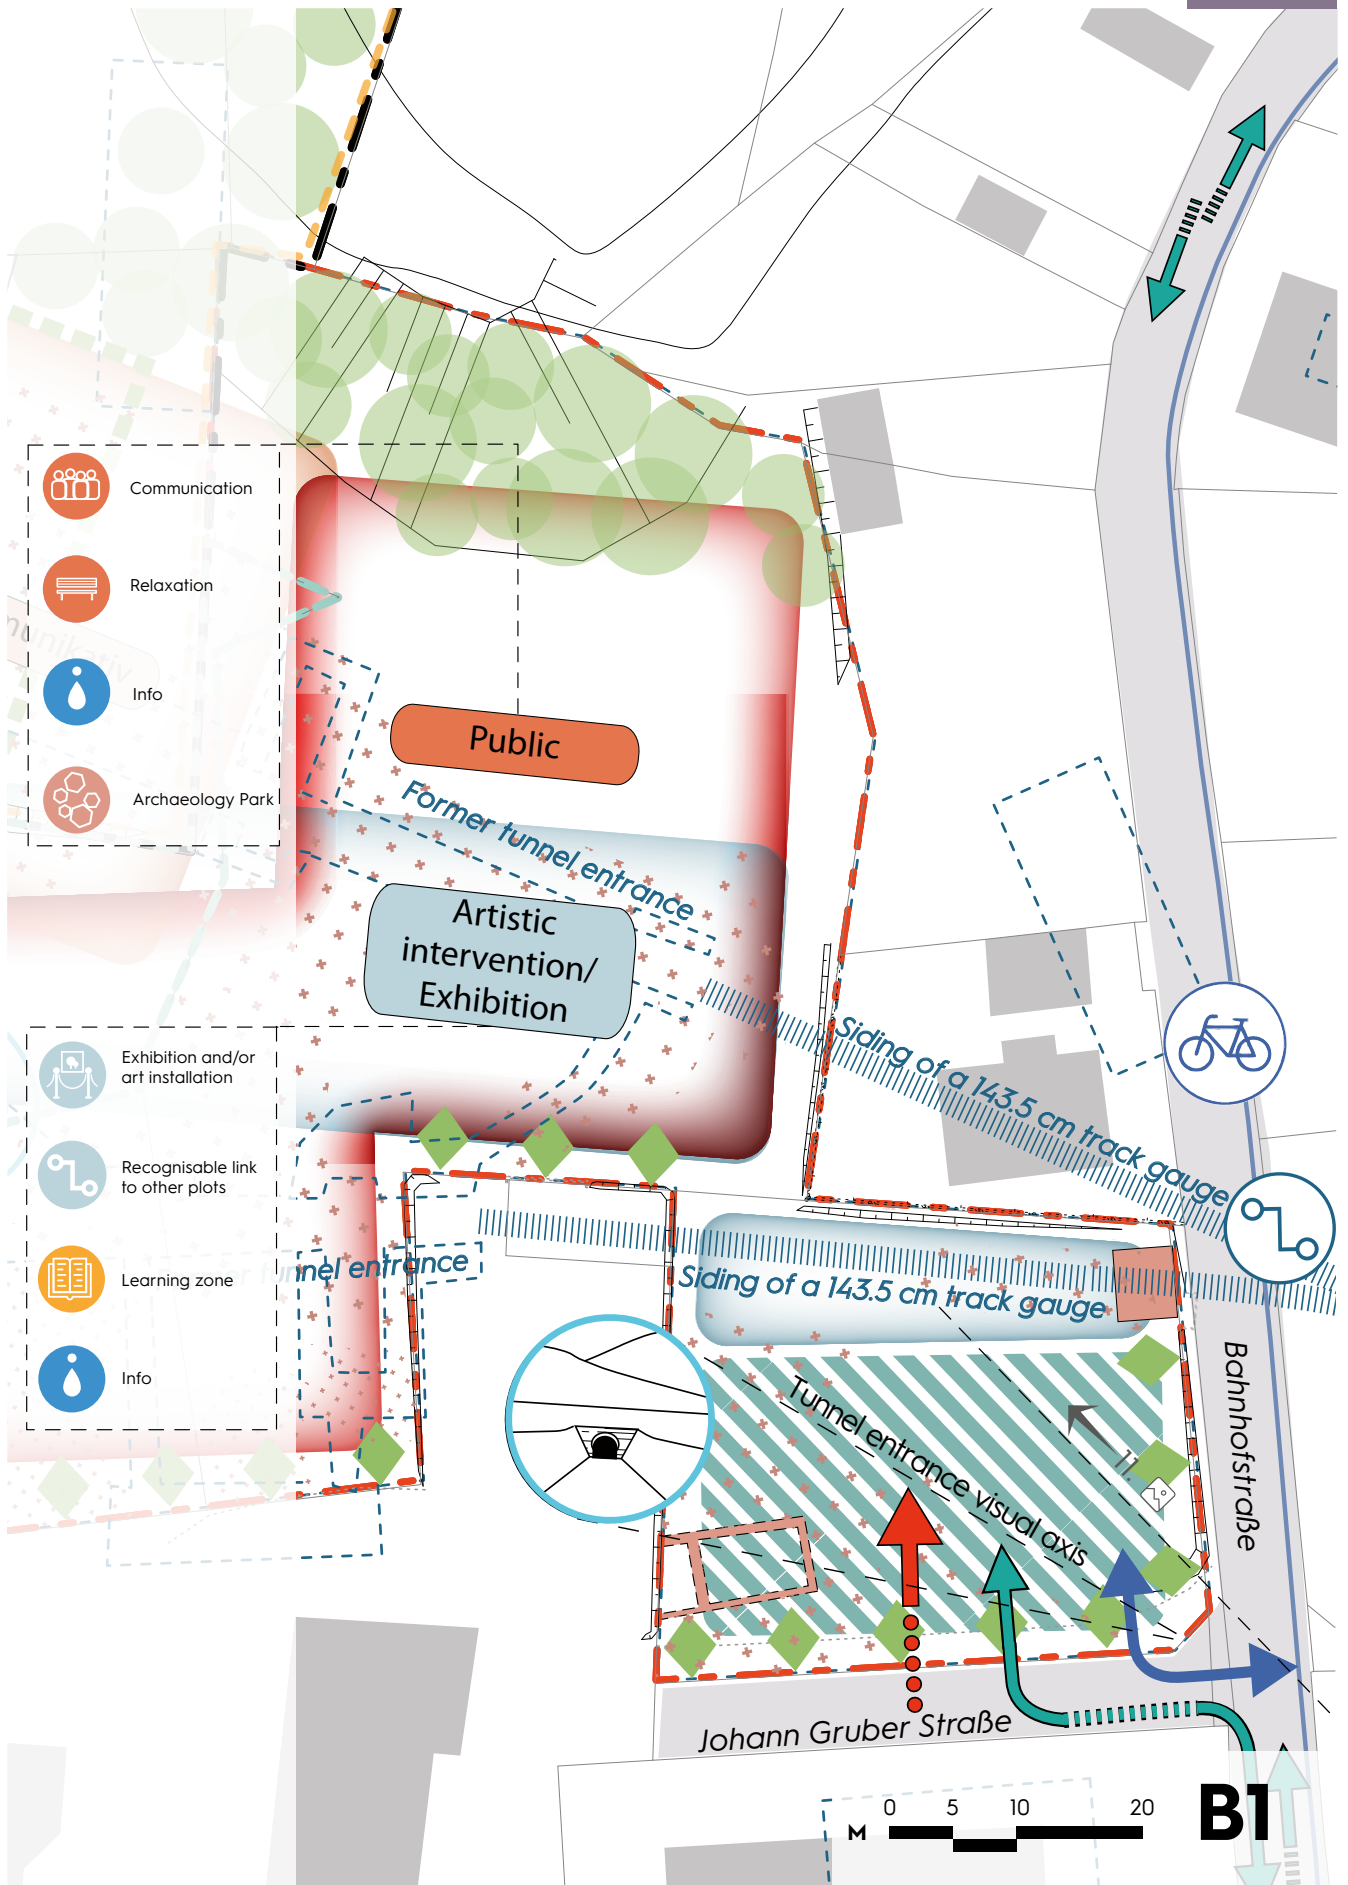 Communication
Relaxation
Info
Archaeology Park
Public
Former tunnel entrance
Artistic
intervention/
Exhibition
Siding of a 143.5 cm track gauge
Exhibition and/or
art installation
Recognisable link
to other plots
Learning zone
Info
tunnel entrance
Siding of a 143.5 cm track gauge
Tunnel entrance visual axis
11.
Bahnhofstraße
Johann Gruber Straße
M 0 5 10 20
B1